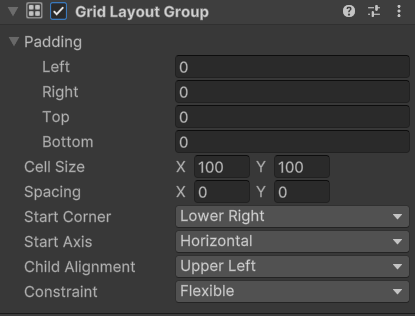 Grid Layout Group
Padding
Left 0
Right 0
Top 0
Bottom 0
Cell Size X 100 Y 100
Spacing X 0 Y 0
Start Corner Lower Right
Start Axis Horizontal
Child Alignment Upper Left
Constraint Flexible